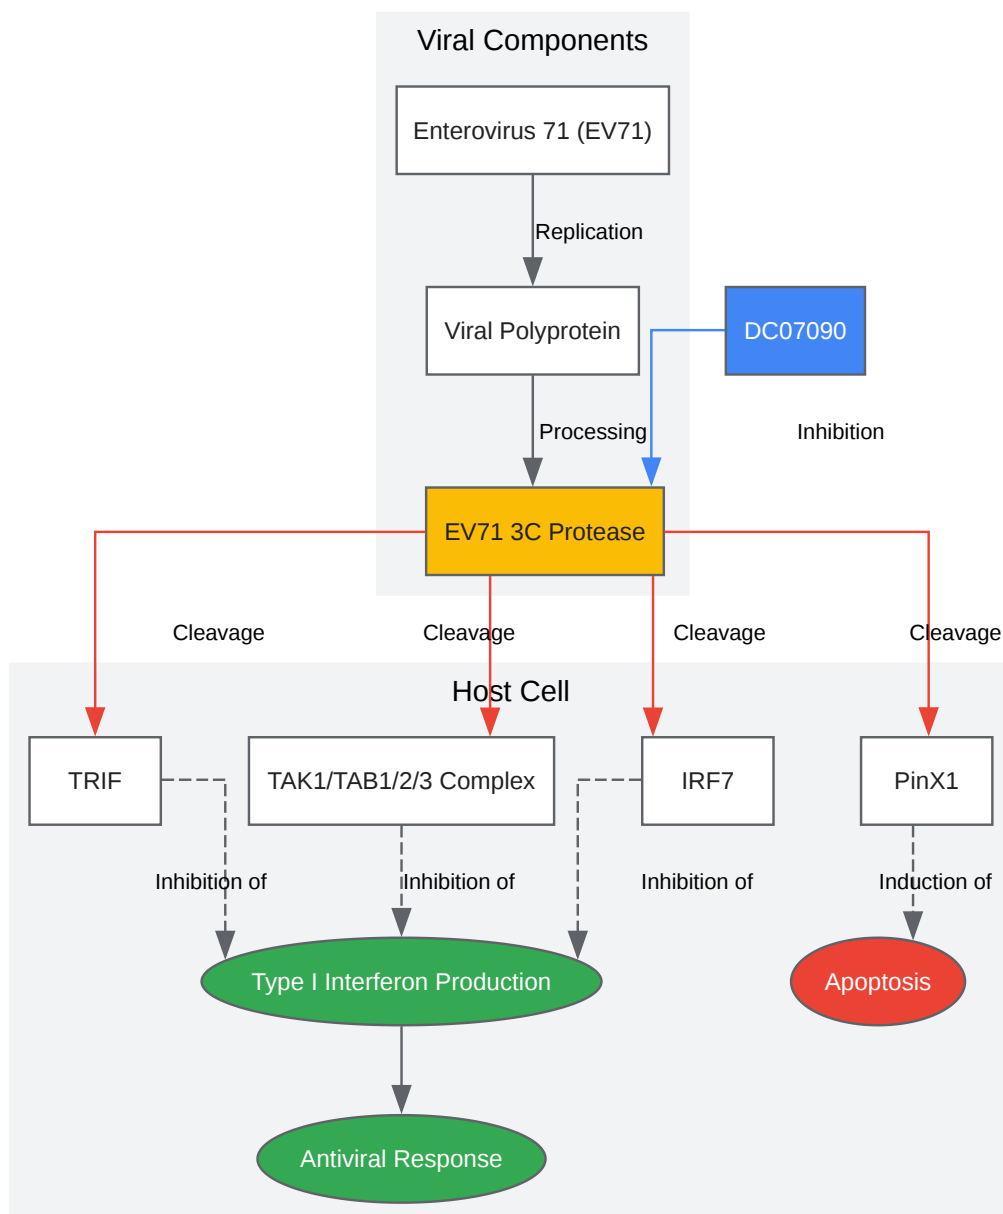 Viral Components
Enterovirus 71 (EV71)
Replication
Viral Polyprotein
DC07090
Processing
Inhibition
EV71 3C Protease
Cleavage
Cleavage
Cleavage
Cleavage
Host Cell
TRIF
TAK1/TAB1/2/3 Complex
IRF7
PinX1
Inhibition of
Inhibition of
Inhibition of
Induction of
Type I Interferon Production
Apoptosis
Antiviral Response